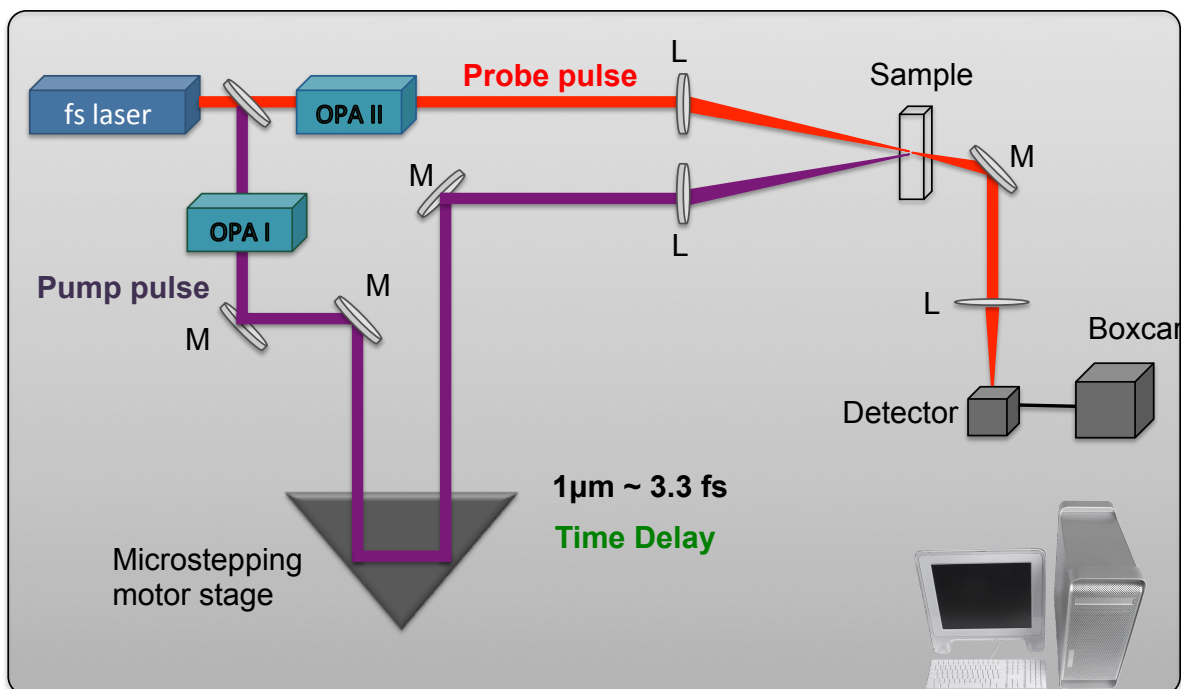 fs laser
OPA II
Probe pulse
L
Sample
M
OPA I
M
L
Pump pulse
M
M
L
Boxcar
Detector
1µm ~ 3.3 fs
Time Delay
Microstepping
motor stage